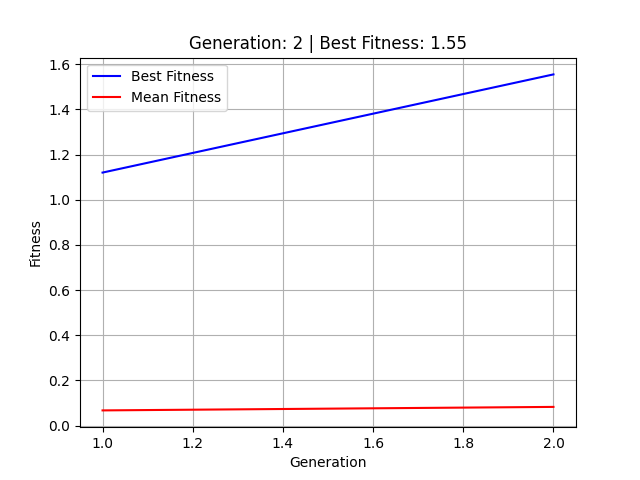 Generation: 2 | Best Fitness: 1.55
Best Fitness
Mean Fitness
1.6
1.4
1.2
1.0
0.8
0.6
0.4
0.2
0.0
Fitness
1.0 1.2 1.4 1.6 1.8 2.0
Generation